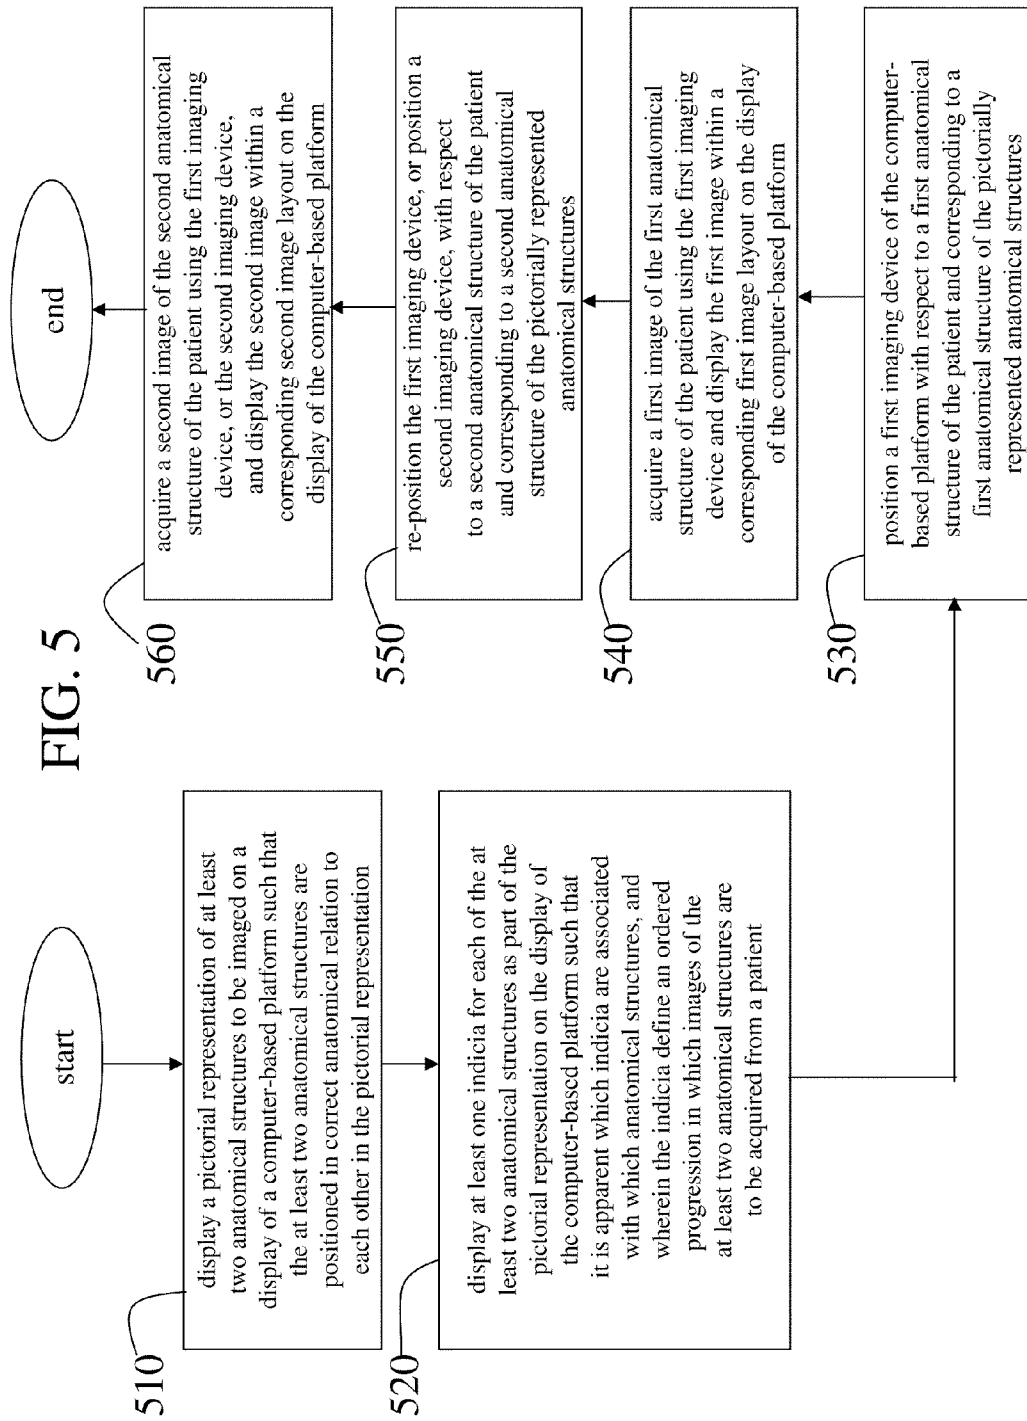 FIG. 5
start
510
display a pictorial representation of at least
two anatomical structures to be imaged on a
display of a computer-based platform such that
the at least two anatomical structures are
positioned in correct anatomical relation to
each other in the pictorial representation
520
display at least one indicia for each of the at
least two anatomical structures as part of the
pictorial representation on the display of
the computer-based platform such that
it is apparent which indicia are associated
with which anatomical structures, and
wherein the indicia define an ordered
progression in which images of the
at least two anatomical structures are
to be acquired from a patient
530
position a first imaging device of the computer-
based platform with respect to a first anatomical
structure of the patient and corresponding to a
first anatomical structure of the pictorially
represented anatomical structures
540
acquire a first image of the first anatomical
structure of the patient using the first imaging
device and display the first image within a
corresponding first image layout on the display
of the computer-based platform
550
re-position the first imaging device, or position a
second imaging device, with respect
to a second anatomical structure of the patient
and corresponding to a second anatomical
structure of the pictorially represented
anatomical structures
560
acquire a second image of the second anatomical
structure of the patient using the first imaging
device, or the second imaging device,
and display the second image within a
corresponding second image layout on the
display of the computer-based platform
end